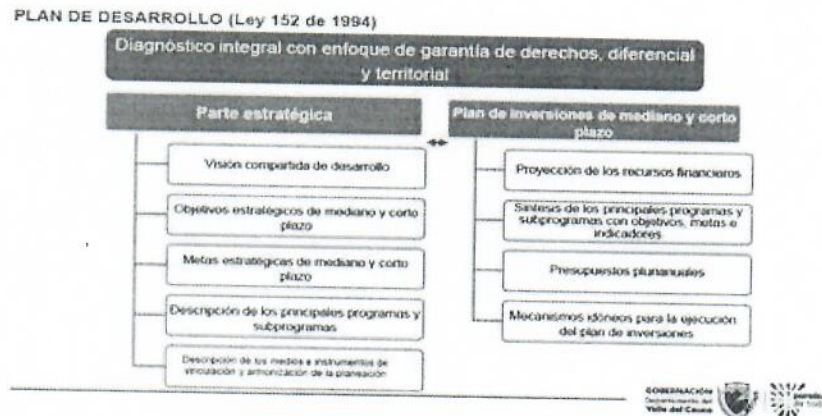 PLAN DE DESARROLLO (Ley 152 de 1994)
Diagnóstico integral con enfoque de garantía de derechos, diferencial
y territorial
Parte estratégica
Visión compartida de desarrollo
Objetivos estratégicos de mediano y corto
plazo
Metas estratégicas de mediano y corto
plazo
Descripción de los principales programas y
subprogramas
Descripción de los medios e instrumentos de
vinculación y armonización de la planeación
Plan de inversiones de mediano y corto
plazo
Proyección de los recursos financieros
Síntesis de los principales programas y
subprogramas con objetivos, metas e
indicadores
Presupuestos plurianuales
Mecanismos idóneos para la ejecución
del plan de inversiones
GOBERNACIÓN
Departamento del
Valle del Cauca